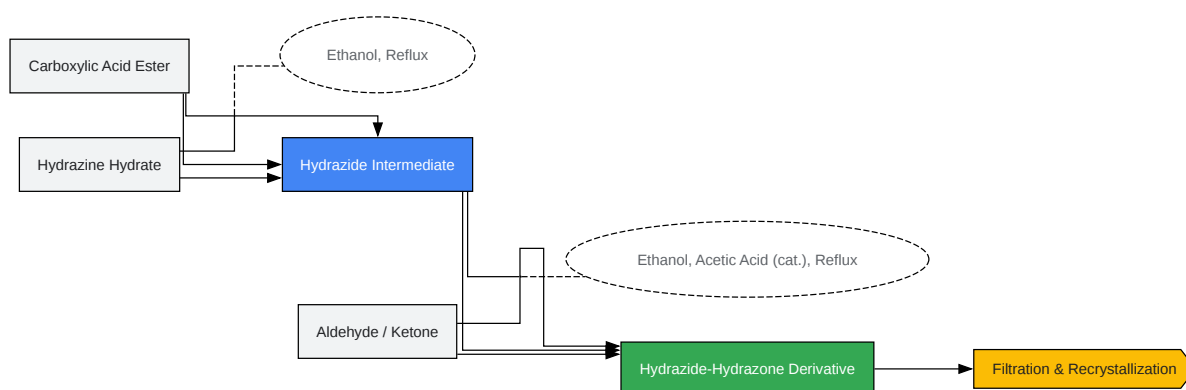 Ethanol, Reflux
Carboxylic Acid Ester
Hydrazine Hydrate
Hydrazide Intermediate
Ethanol, Acetic Acid (cat.), Reflux
Aldehyde / Ketone
Hydrazide-Hydrazone Derivative
Filtration & Recrystallization